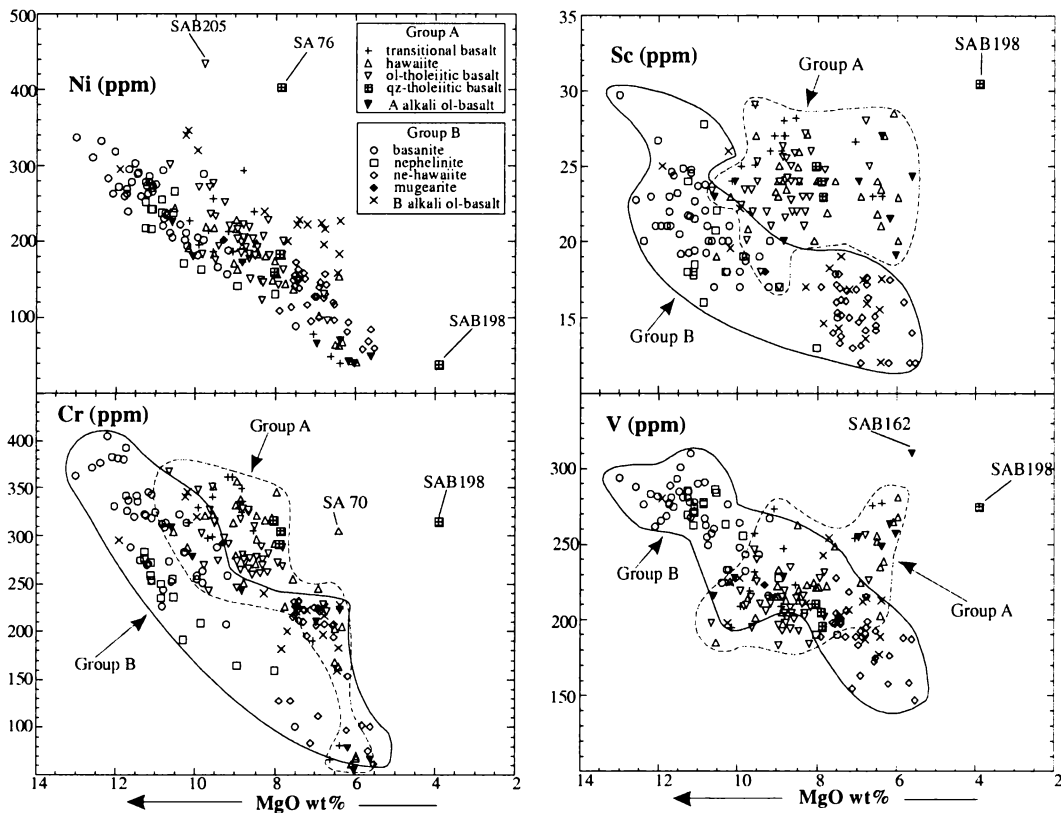 SAB205
SA 76
Ni (ppm)
Group A
+ transitional basalt
hawaiite
ol-tholeiitic basalt
qz-tholeiitic basalt
A alkali ol-basalt
Group B
basanite
nephelinite
ne-hawaiite
mugearite
× B alkali ol-basalt
SAB198
500
400
300
200
100
Sc (ppm)
Group A
SAB198
Group B
35
30
25
20
15
Cr (ppm)
Group A
SA 70
SAB198
Group B
400
350
300
250
200
150
100
14 12 10 8 6 4 2
MgO wt%
V (ppm)
SAB162
SAB198
Group B
Group A
300
250
200
150
14 12 10 8 6 4 2
MgO wt%